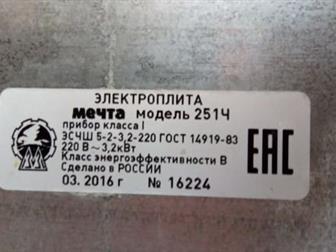 ЭЛЕКТРОПЛИТА
мечта модель 251Ч
прибор класса I
ЭСЧШ 5-2-3,2-220 ГОСТ 14919-83
220 В ~ 3,2кВт
Класс энергоэффективности В
Сделано в РОССИИ
03. 2016 г № 16224
ЕАС